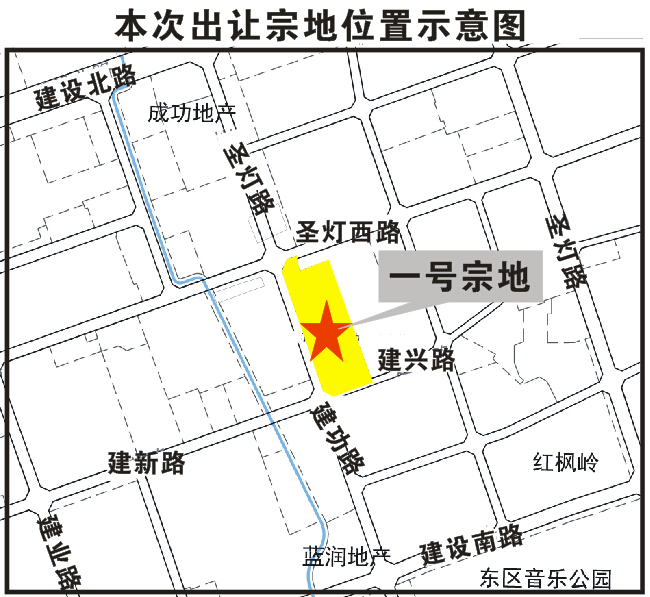 本次出让宗地位置示意图
建设北路
成功地产
圣灯路
圣灯西路
圣灯路
一号宗地
建兴路
建功路
建新路
红枫岭
建业路
蓝润地产
建设南路
东区音乐公园